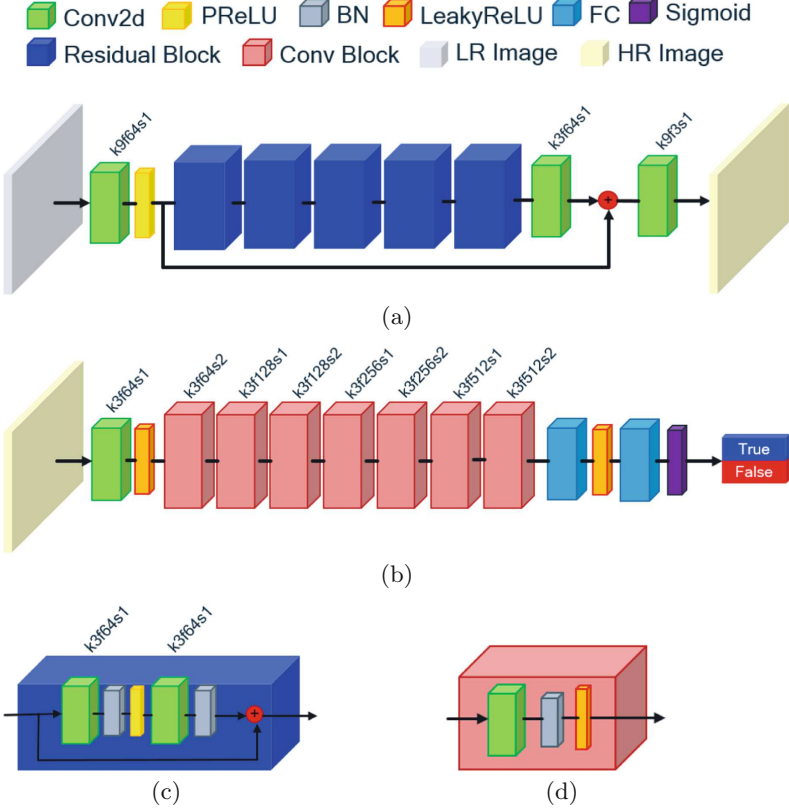 Conv2d PReLU BN LeakyReLU FC Sigmoid
Residual Block Conv Block LR Image HR Image
k9f64s1 k3f64s1 k9f3s1
+
(a)
k3f64s1 k3f64s2 k3f128s1 k3f128s2 k3f256s1 k3f256s2 k3f512s1 k3f512s2
True
False
(b)
k3f64s1 k3f64s1
+
(c) (d)